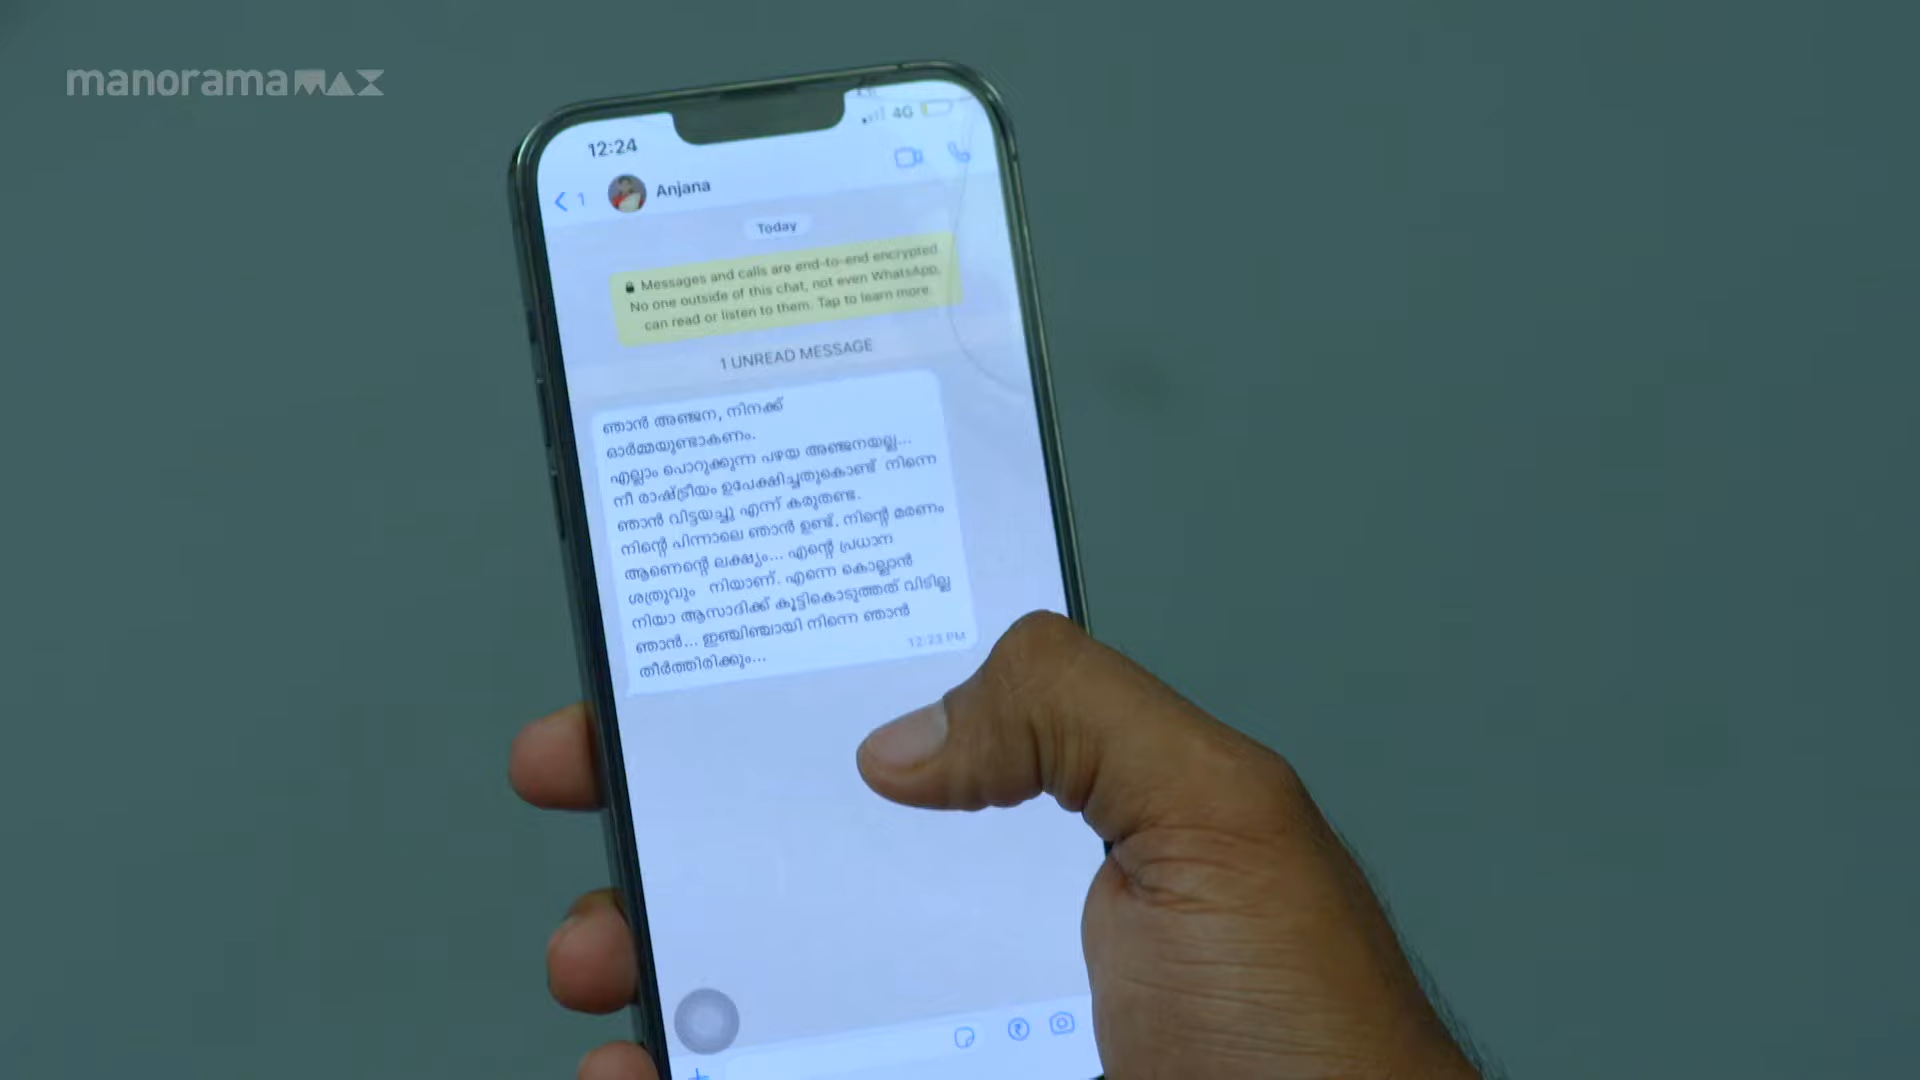 manoramaMAX
12:24
4G
1
Anjana
Today
Messages and calls are end-to-end encrypted.
No one outside of this chat, not even WhatsApp,
can read or listen to them. Tap to learn more.
1 UNREAD MESSAGE
ഞാൻ അഞ്ജന, നിനക്ക്
ഓർമ്മയുണ്ടാകണം.
എല്ലാം പൊറുക്കുന്ന പഴയ അഞ്ജനയല്ല...
നീ രാഷ്ട്രീയം ഉപേക്ഷിച്ചതുകൊണ്ട് നിന്നെ
ഞാൻ വിട്ടയച്ചു എന്ന് കരുതണ്ട.
നിന്റെ പിന്നാലെ ഞാൻ ഉണ്ട്. നിന്റെ മരണം
ആണെന്റെ ലക്ഷ്യം... എന്റെ പ്രധാന
ശത്രുവും നിയാണ്. എന്നെ കൊല്ലാൻ
നിയാ ആസാദിക്ക് കൂട്ടികൊടുത്തത് വിടില്ല
ഞാൻ... ഇഞ്ചിഞ്ചായി നിന്നെ ഞാൻ
തീർത്തിരിക്കും...
12:23 PM